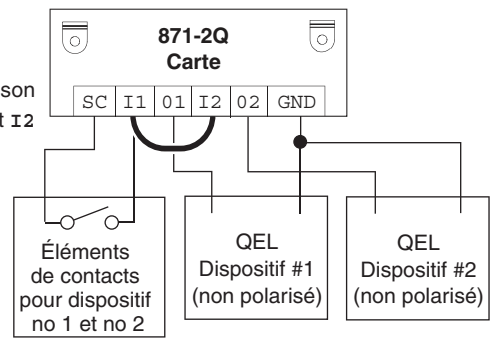 871-2Q
Carte
son
t I2
SC I1 01 I2 02 GND
Éléments
de contacts
pour dispositif
no 1 et no 2
QEL
Dispositif #1
(non polarisé)
QEL
Dispositif #2
(non polarisé)